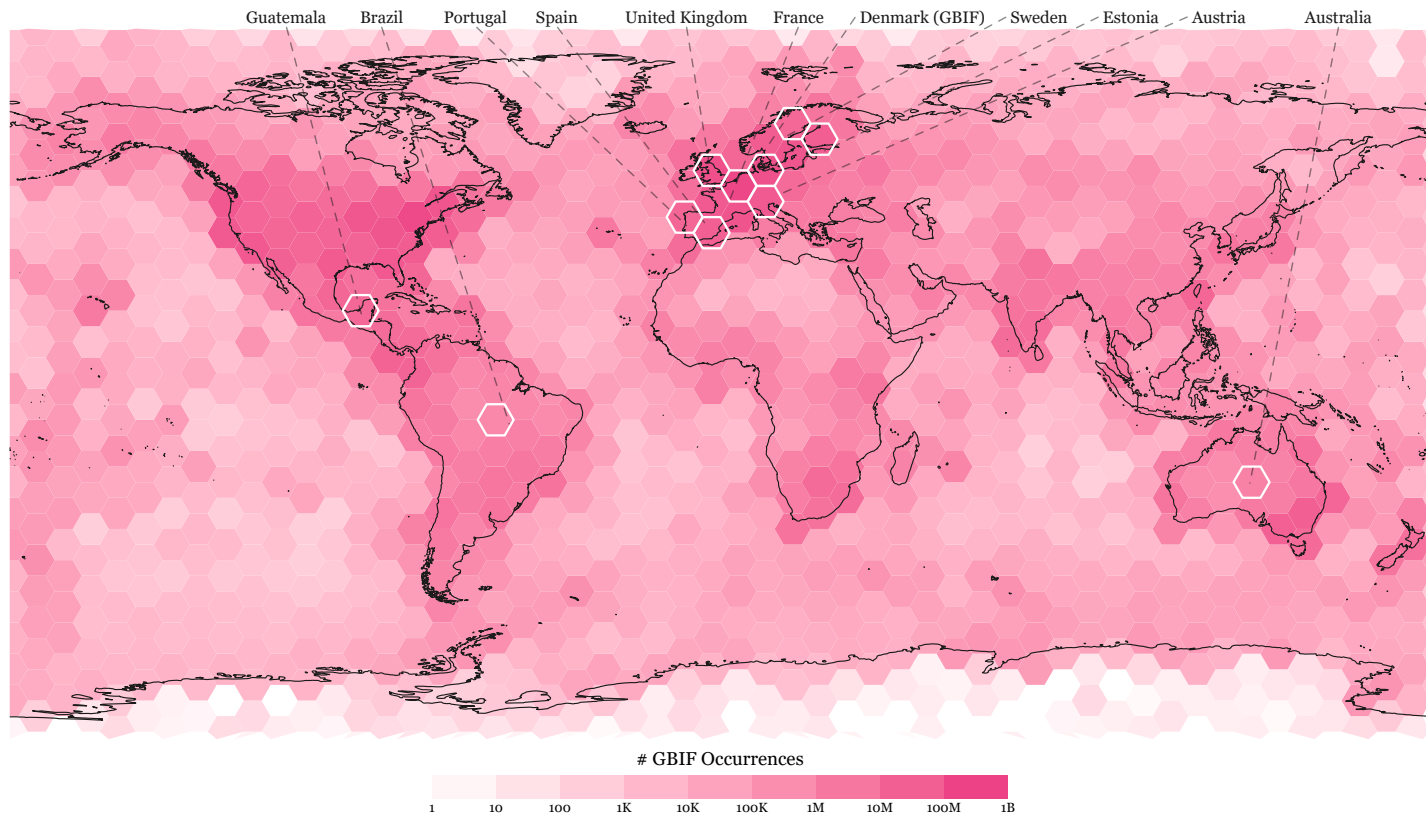 Guatemala Brazil Portugal Spain United Kingdom France Denmark (GBIF) Sweden Estonia Austria Australia
# GBIF Occurrences
1 10 100 1K 10K 100K 1M 10M 100M 1B